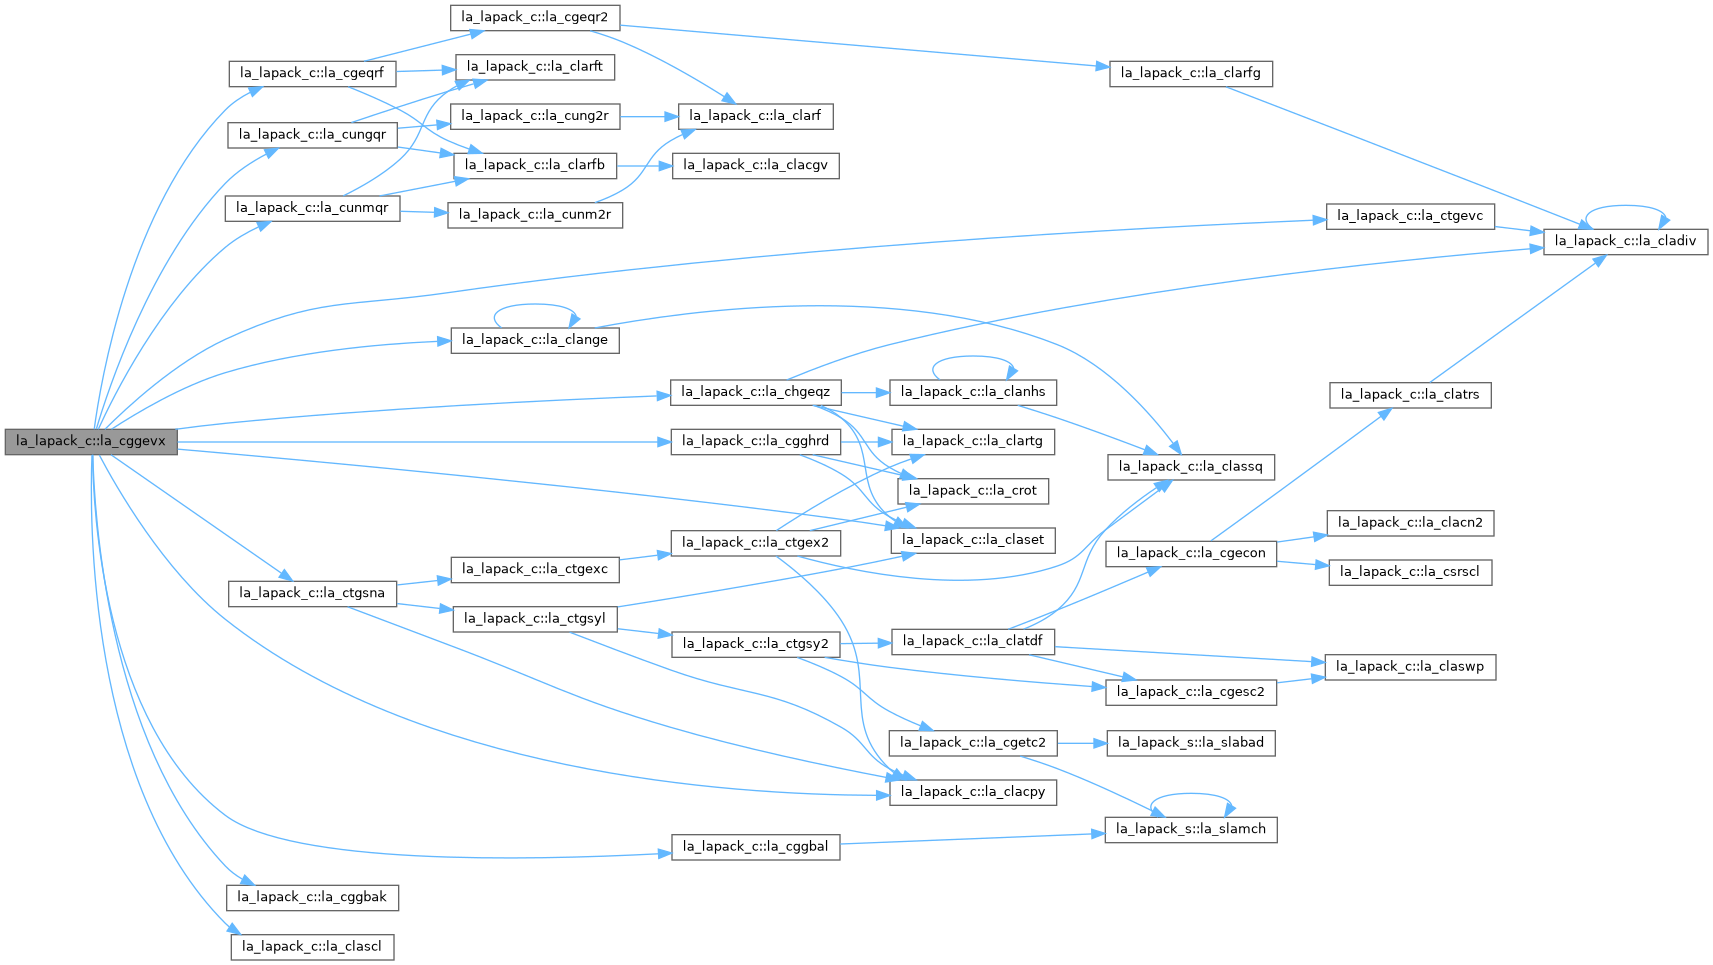 la_lapack_c::la_cgeqr2
la_lapack_c::la_cgeqrf
la_lapack_c::la_clarft
la_lapack_c::la_clarfg
la_lapack_c::la_cung2r
la_lapack_c::la_clarf
la_lapack_c::la_cungqr
la_lapack_c::la_clarfb
la_lapack_c::la_clacgv
la_lapack_c::la_cunmqr
la_lapack_c::la_cunm2r
la_lapack_c::la_ctgevc
la_lapack_c::la_cladiv
la_lapack_c::la_clange
la_lapack_c::la_chgeqz
la_lapack_c::la_clanhs
la_lapack_c::la_clatrs
la_lapack_c::la_cggevx
la_lapack_c::la_cgghrd
la_lapack_c::la_clartg
la_lapack_c::la_classq
la_lapack_c::la_crot
la_lapack_c::la_clacn2
la_lapack_c::la_ctgex2
la_lapack_c::la_claset
la_lapack_c::la_cgecon
la_lapack_c::la_ctgexc
la_lapack_c::la_csrscl
la_lapack_c::la_ctgsna
la_lapack_c::la_ctgsyl
la_lapack_c::la_ctgsy2
la_lapack_c::la_clatdf
la_lapack_c::la_claswp
la_lapack_c::la_cgesc2
la_lapack_c::la_cgetc2
la_lapack_s::la_slabad
la_lapack_c::la_clacpy
la_lapack_s::la_slamch
la_lapack_c::la_cggbal
la_lapack_c::la_cggbak
la_lapack_c::la_clascl